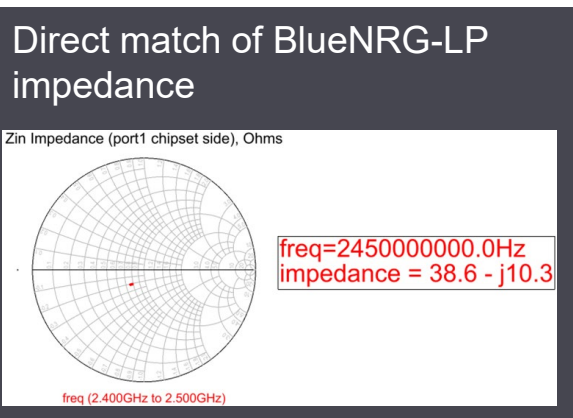 Direct match of BlueNRG-LP
impedance
Zin Impedance (port1 chipset side), Ohms
freq=2450000000.0Hz
impedance = 38.6 - j10.3
freq (2.400GHz to 2.500GHz)